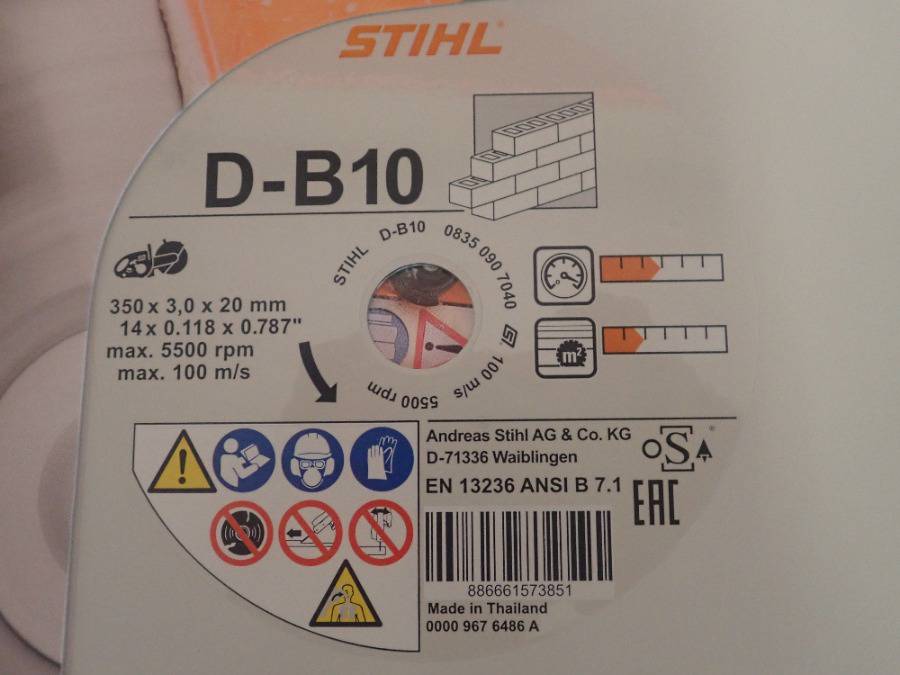 STIHL
D-B10
STIHL D-B10 0835 090 7040
100 m/s 5500 rpm
350 x 3,0 x 20 mm
14 x 0.118 x 0.787"
max. 5500 rpm
max. 100 m/s
m²
Andreas Stihl AG & Co. KG
D-71336 Waiblingen
EN 13236 ANSI B 7.1
oS
EAC
886661573851
Made in Thailand
0000 967 6486 A